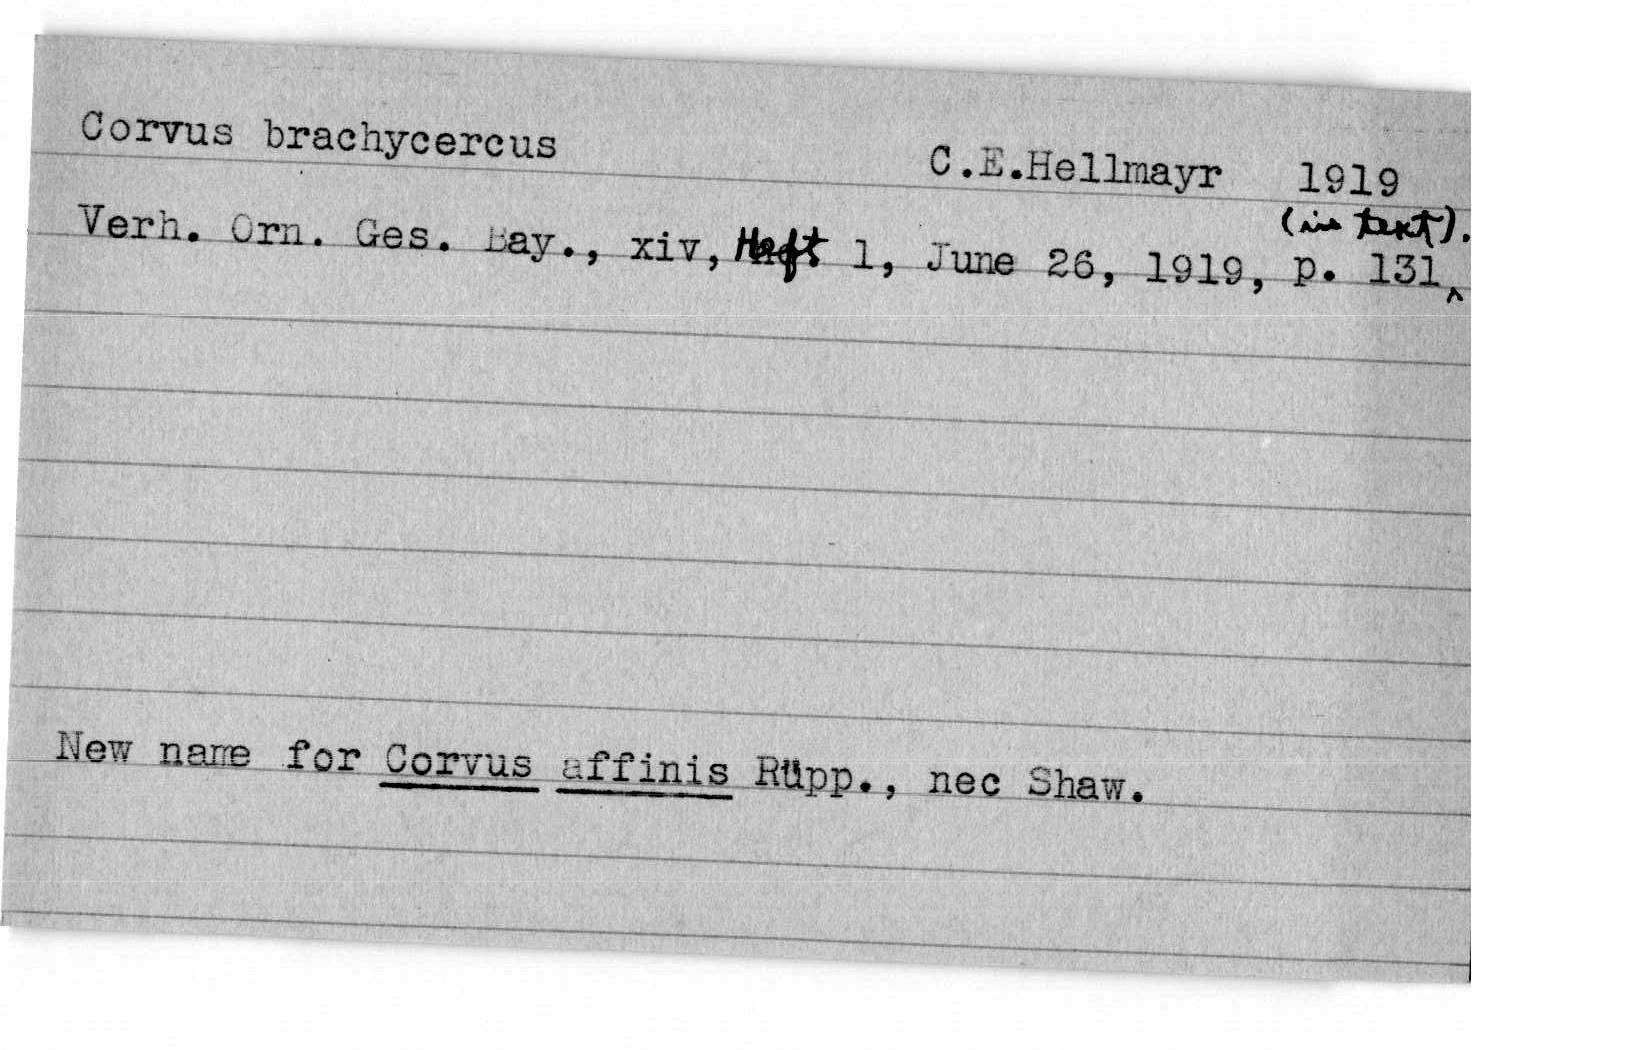 Corvus brachycercus C.E.Hellmayr 1919
Verh. Orn. Ges. Bay., xiv, Heft 1, June 26, 1919, p. 131 (in text).
New name for Corvus affinis Rüpp., nec Shaw.